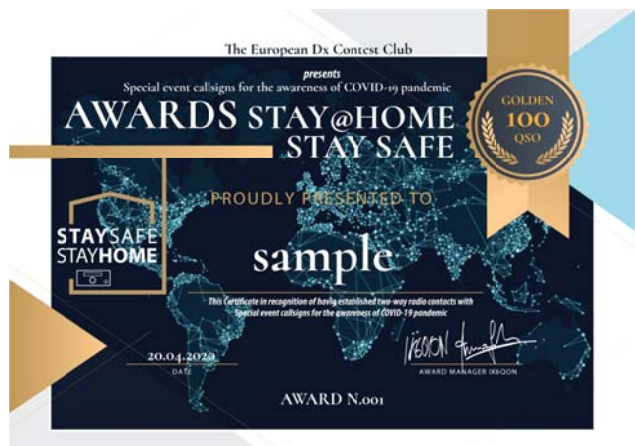 The European Dx Contest Club
presents
Special event callsigns for the awareness of COVID-19 pandemic
AWARDS STAY@HOME
STAY SAFE
GOLDEN
100
QSO
PROUDLY PRESENTED TO
STAYSAFE
STAYHOME
sample
This Certificate in recognition of havig established two-way radio contacts with
Special event callsigns for the awareness of COVID-19 pandemic
20.04.2020
DATE
AWARD MANAGER IK6QON
AWARD N.001